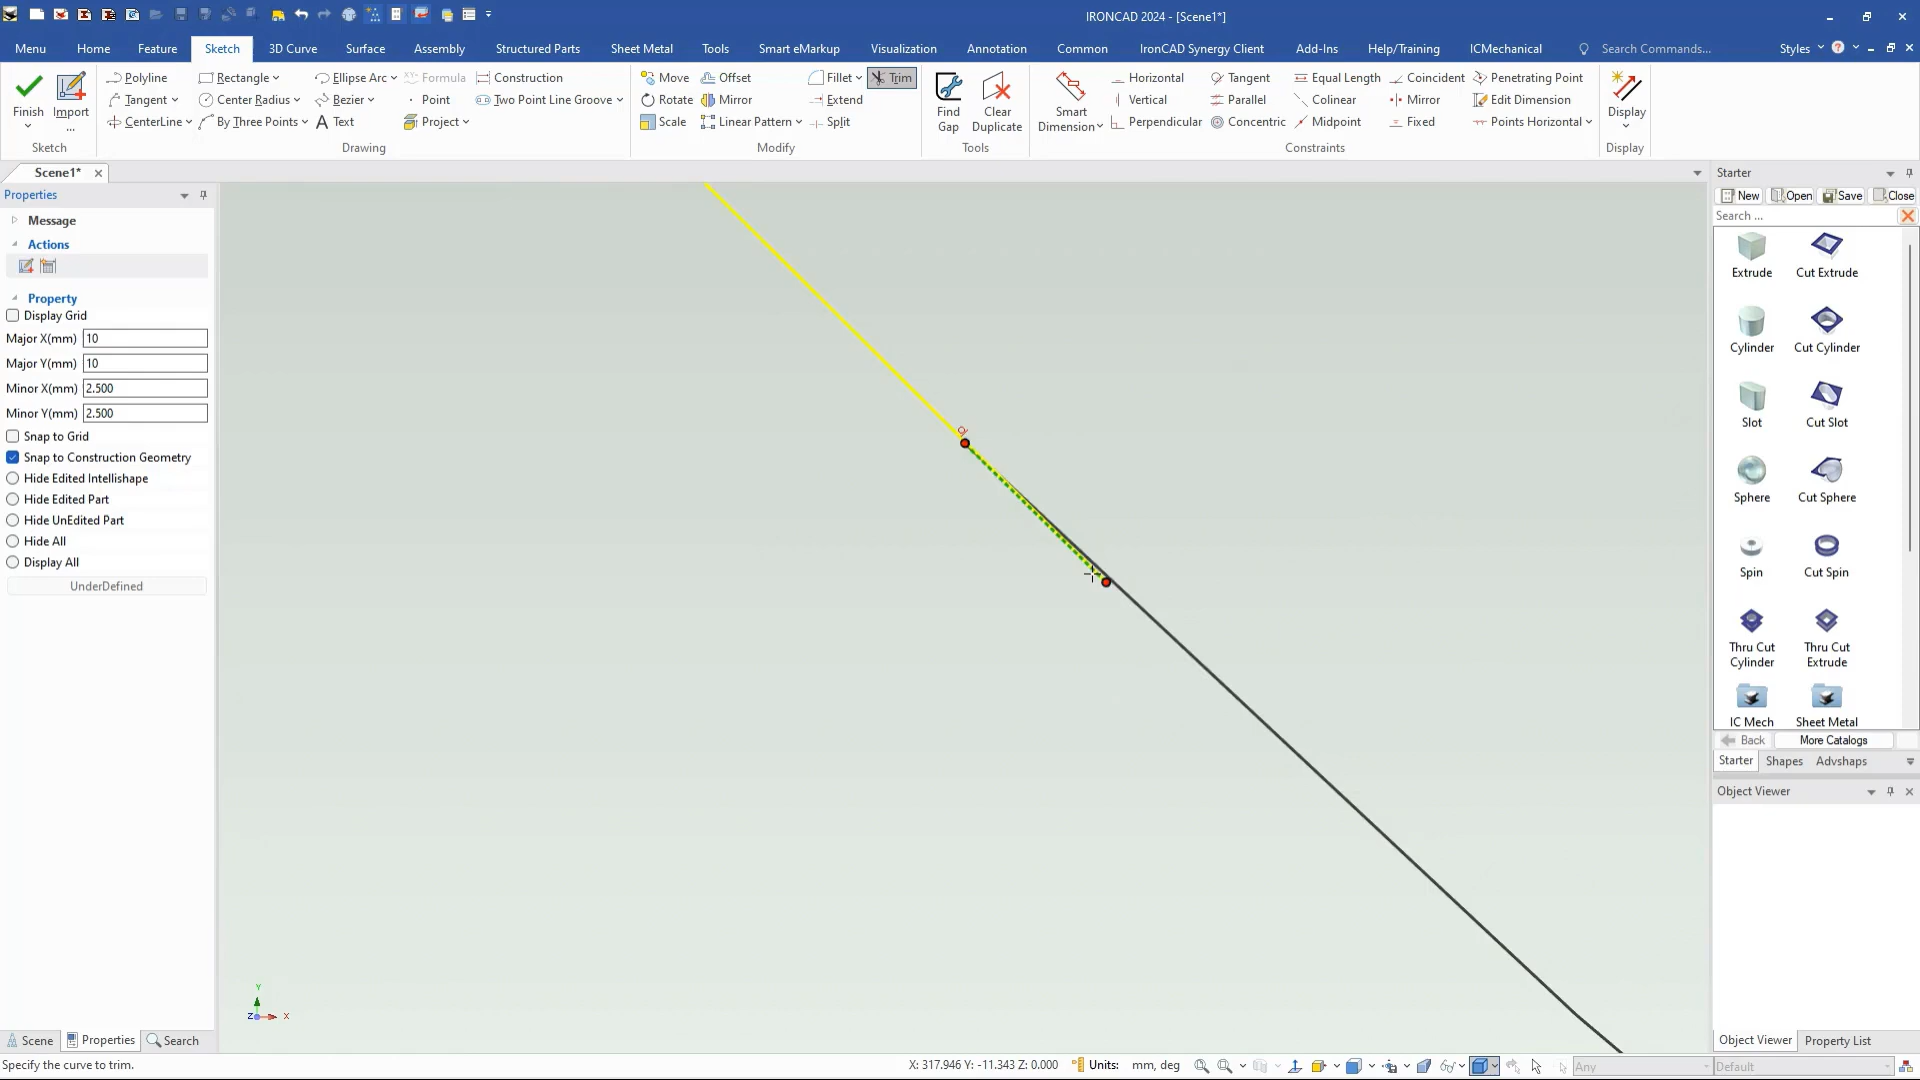 IRONCAD 2024 - [Scene1*]
Menu Home Feature Sketch 3D Curve Surface Assembly Structured Parts Sheet Metal Tools Smart eMarkup Visualization Annotation Common IronCAD Synergy Client Add-Ins Help/Training ICMechanical Search Commands... Styles
Polyline Rectangle Ellipse Arc Formula Construction Move Offset Fillet Trim Horizontal Tangent Equal Length Coincident Penetrating Point
Tangent Center Radius Bezier Point Two Point Line Groove Rotate Mirror Extend Vertical Parallel Colinear Mirror Edit Dimension
Finish Import ... Find Gap Clear Duplicate Smart Dimension Display
CenterLine By Three Points Text Project Scale Linear Pattern Split Perpendicular Concentric Midpoint Fixed Points Horizontal
Sketch Drawing Modify Tools Constraints Display
Scene1*
Properties
Message
Actions
Property
Display Grid
Major X(mm) 10
Major Y(mm) 10
Minor X(mm) 2.500
Minor Y(mm) 2.500
Snap to Grid
Snap to Construction Geometry
Hide Edited Intellishape
Hide Edited Part
Hide UnEdited Part
Hide All
Display All
UnderDefined
Y
Z X
Starter
New Open Save Close
Search ...
Extrude Cut Extrude
Cylinder Cut Cylinder
Slot Cut Slot
Sphere Cut Sphere
Spin Cut Spin
Thru Cut Cylinder Thru Cut Extrude
IC Mech Sheet Metal
Back More Catalogs
Starter Shapes Advshaps
Object Viewer
Object Viewer Property List
Scene Properties Search
Specify the curve to trim. X: 317.946 Y: -11.343 Z: 0.000 Units: mm, deg Any Default